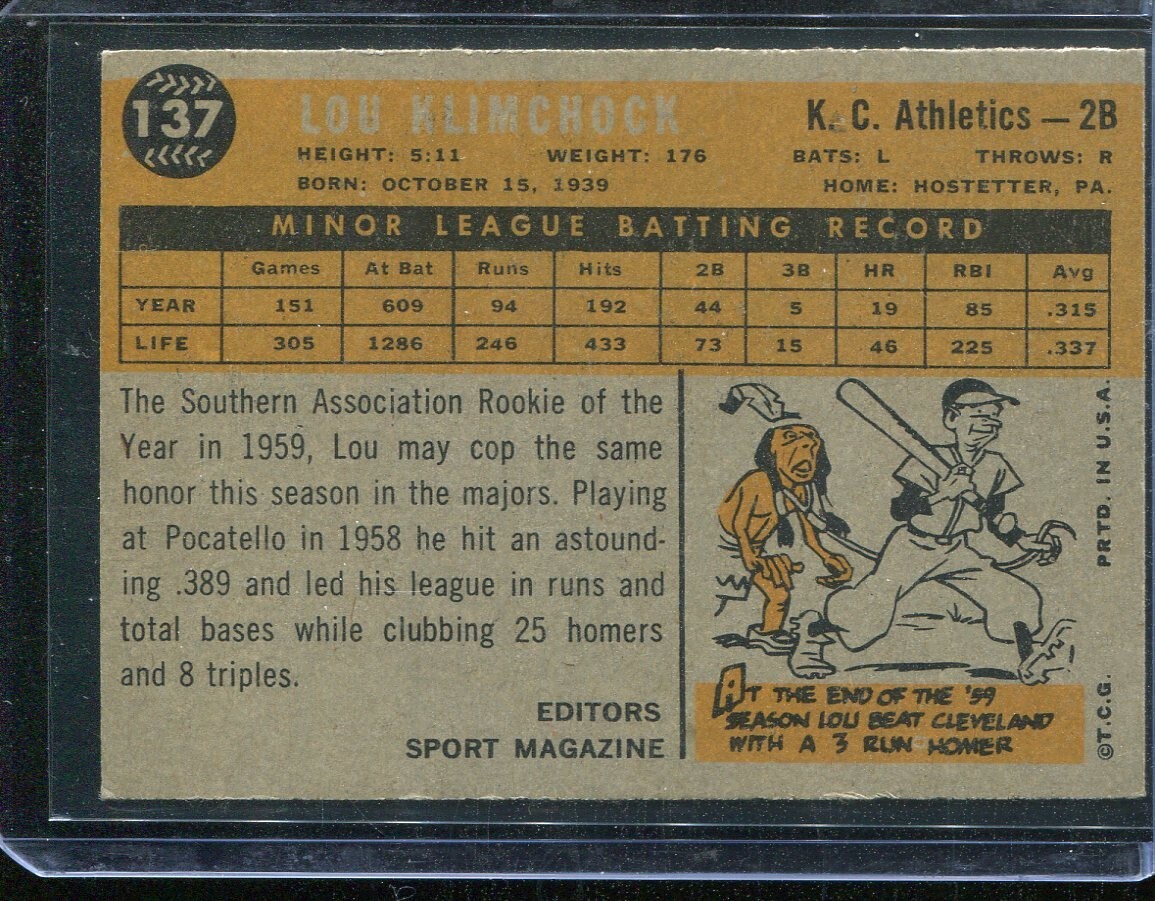 137
LOU KLIMCHOCK
K. C. Athletics — 2B
HEIGHT: 5:11 WEIGHT: 176 BATS: L THROWS: R
BORN: OCTOBER 15, 1939 HOME: HOSTETTER, PA.
MINOR LEAGUE BATTING RECORD
Games At Bat Runs Hits 2B 3B HR RBI Avg
YEAR 151 609 94 192 44 5 19 85 .315
LIFE 305 1286 246 433 73 15 46 225 .337
The Southern Association Rookie of the
Year in 1959, Lou may cop the same
honor this season in the majors. Playing
at Pocatello in 1958 he hit an astound-
ing .389 and led his league in runs and
total bases while clubbing 25 homers
and 8 triples.
EDITORS
SPORT MAGAZINE
AT THE END OF THE '59
SEASON LOU BEAT CLEVELAND
WITH A 3 RUN HOMER
©T.C.G. PRTD. IN U.S.A.